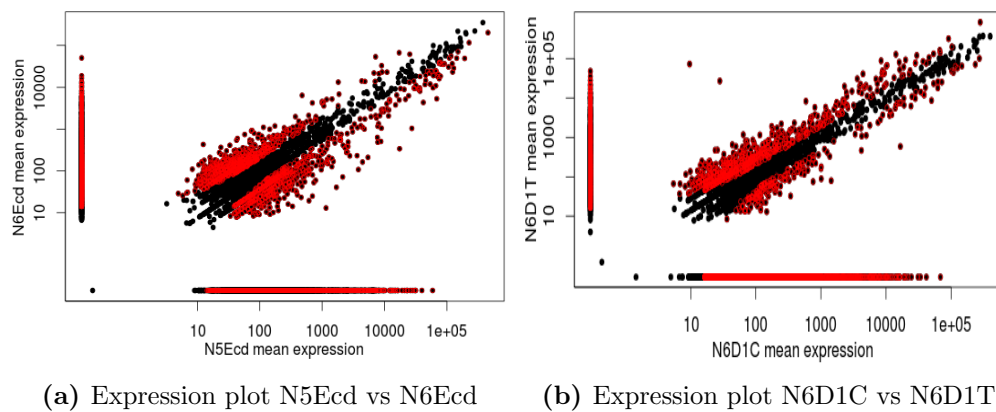 N6Ecd mean expression
10000
100
10
10
100
1000
10000
1e+05
N5Ecd mean expression
N6D1T mean expression
1e+05
1000
10
10
100
1000
10000
1e+05
N6D1C mean expression
(a) Expression plot N5Ecd vs N6Ecd
(b) Expression plot N6D1C vs N6D1T